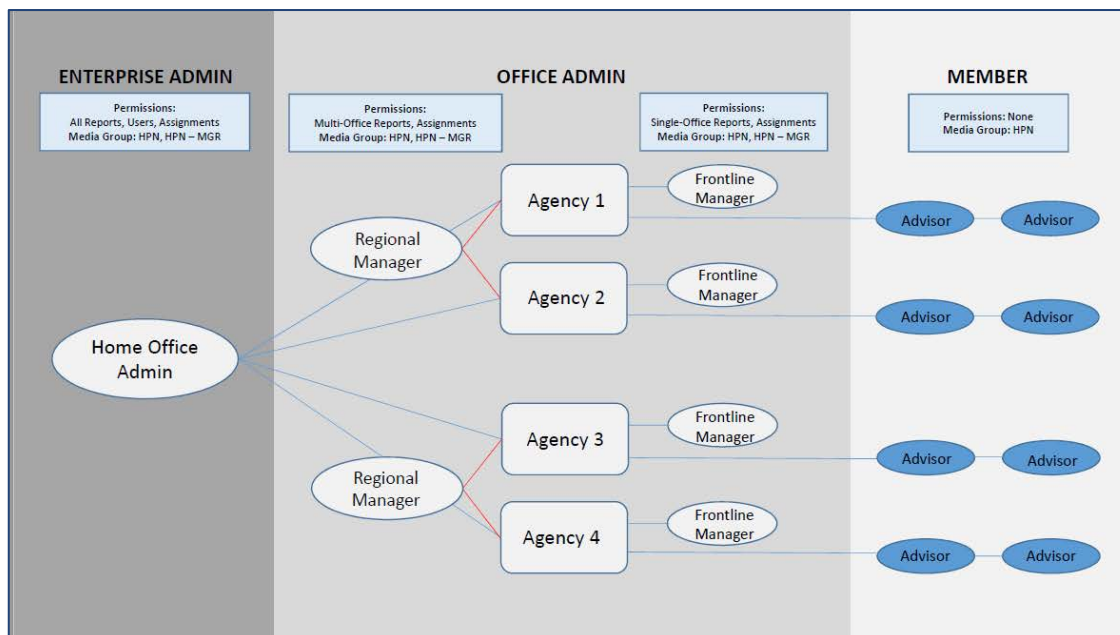 ENTERPRISE ADMIN
Permissions:
All Reports, Users, Assignments
Media Group: HPN, HPN – MGR
OFFICE ADMIN
Permissions:
Multi-Office Reports, Assignments
Media Group: HPN, HPN – MGR
Permissions:
Single-Office Reports, Assignments
Media Group: HPN, HPN – MGR
MEMBER
Permissions: None
Media Group: HPN
Home Office
Admin
Regional
Manager
Agency 1
Frontline
Manager
Advisor
Advisor
Agency 2
Frontline
Manager
Advisor
Advisor
Regional
Manager
Agency 3
Frontline
Manager
Advisor
Advisor
Agency 4
Frontline
Manager
Advisor
Advisor